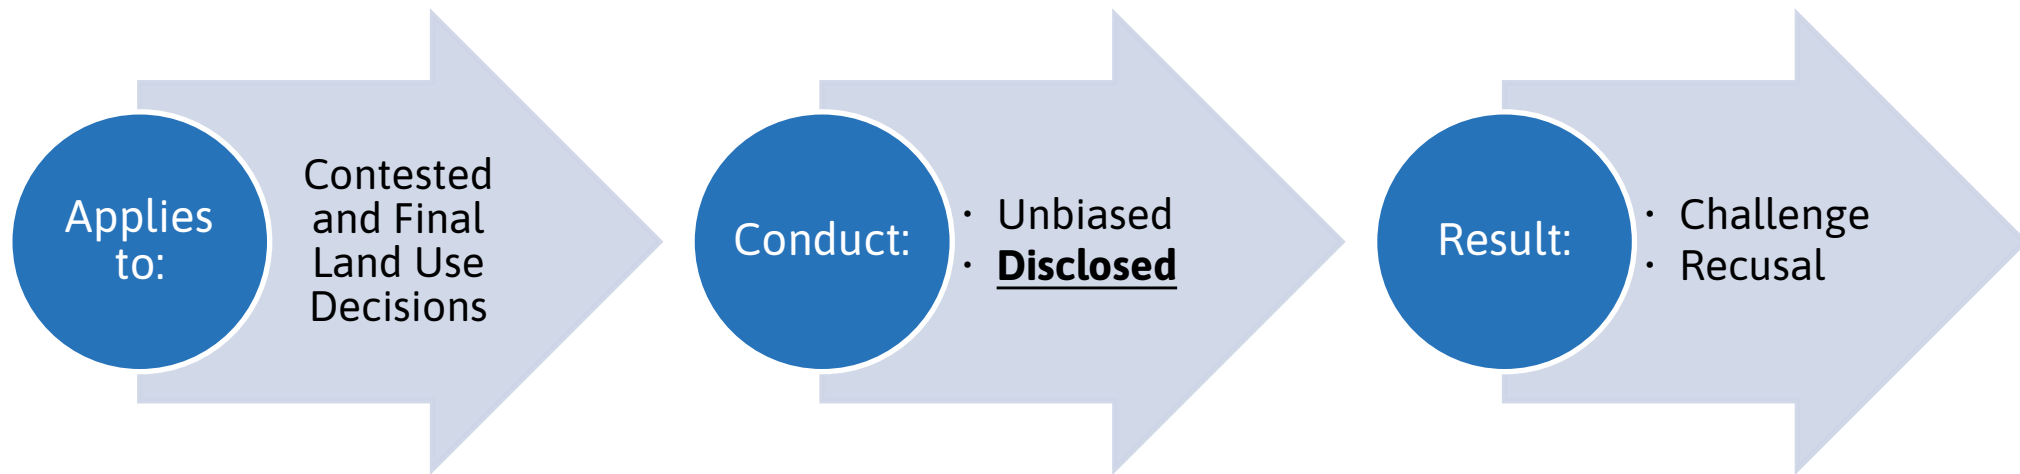 Applies
to:
Contested
and Final
Land Use
Decisions
Conduct:
· Unbiased
· Disclosed
Result:
· Challenge
· Recusal